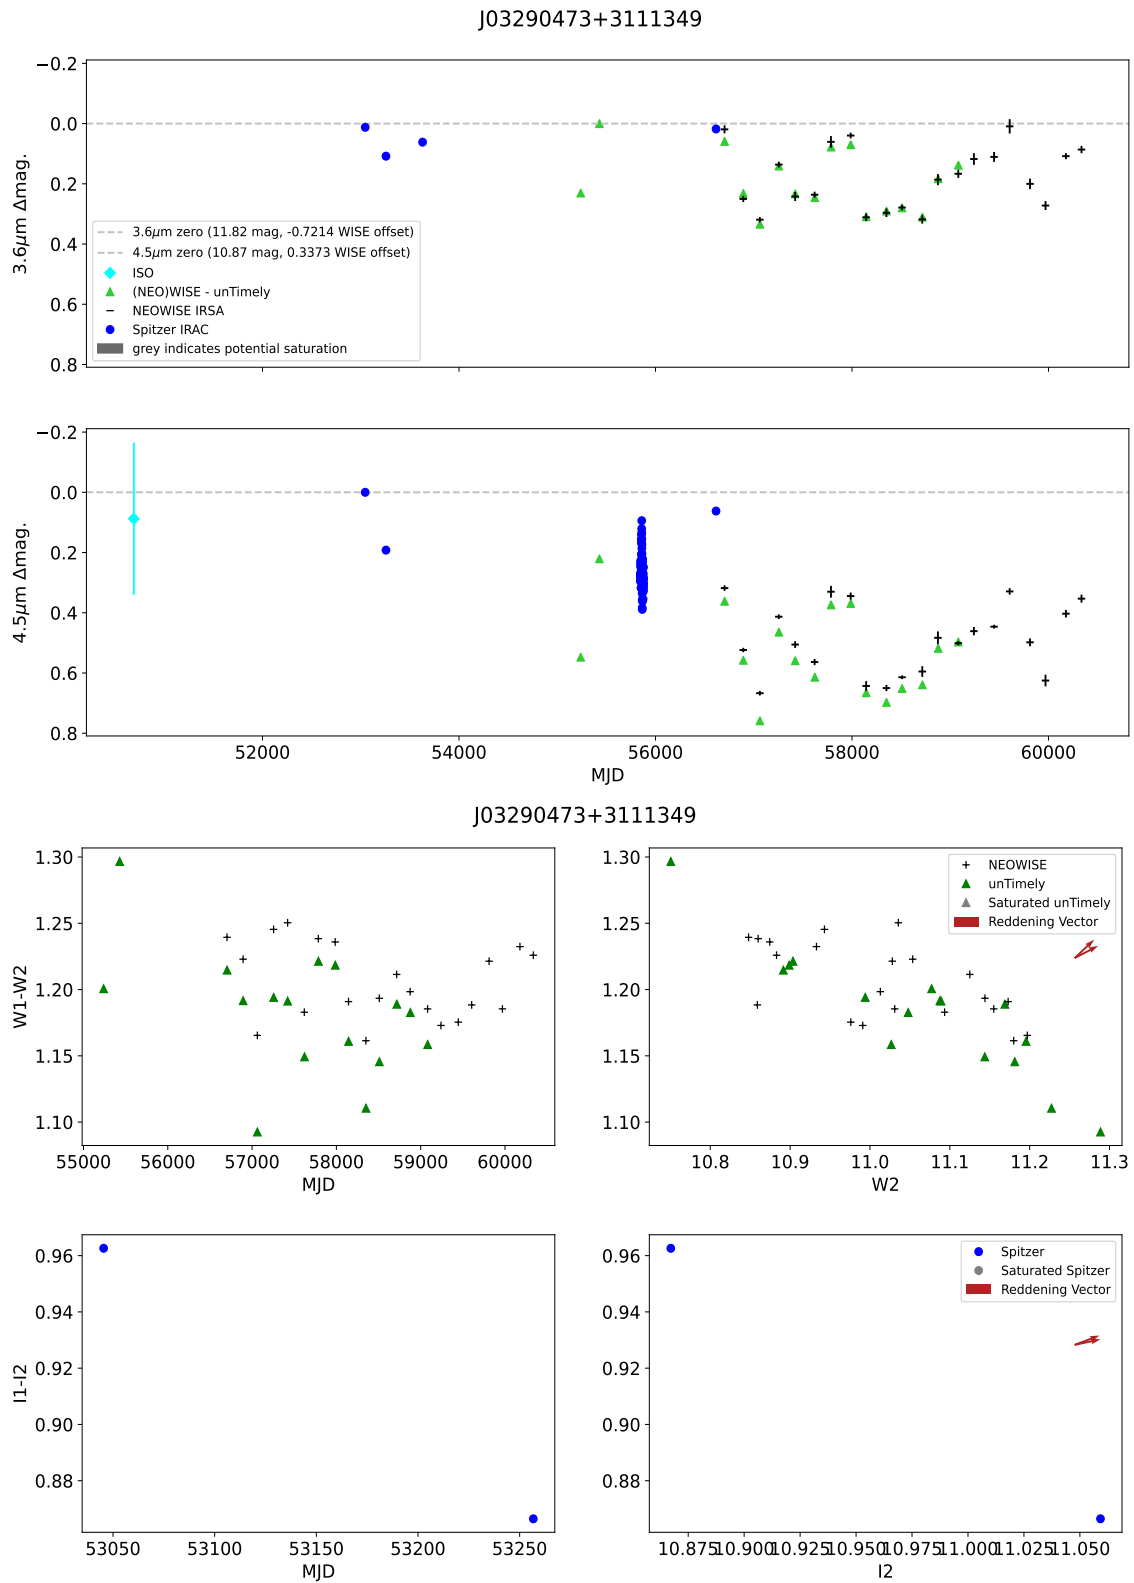 J03290473+3111349
−0.2
0.0
0.2
0.4
0.6
0.8
3.6μm Δmag.
3.6μm zero (11.82 mag, -0.7214 WISE offset)
4.5μm zero (10.87 mag, 0.3373 WISE offset)
ISO
(NEO)WISE - unTimely
NEOWISE IRSA
Spitzer IRAC
grey indicates potential saturation
−0.2
0.0
0.2
0.4
0.6
0.8
4.5μm Δmag.
52000 54000 56000 58000 60000
MJD
J03290473+3111349
1.30
1.25
1.20
1.15
1.10
W1-W2
55000 56000 57000 58000 59000 60000
MJD
1.30
1.25
1.20
1.15
1.10
NEOWISE
unTimely
Saturated unTimely
Reddening Vector
10.8 10.9 11.0 11.1 11.2 11.3
W2
0.96
0.94
0.92
0.90
0.88
I1-I2
53050 53100 53150 53200 53250
MJD
0.96
0.94
0.92
0.90
0.88
Spitzer
Saturated Spitzer
Reddening Vector
10.875 10.900 10.925 10.950 10.975 11.000 11.025 11.050
I2